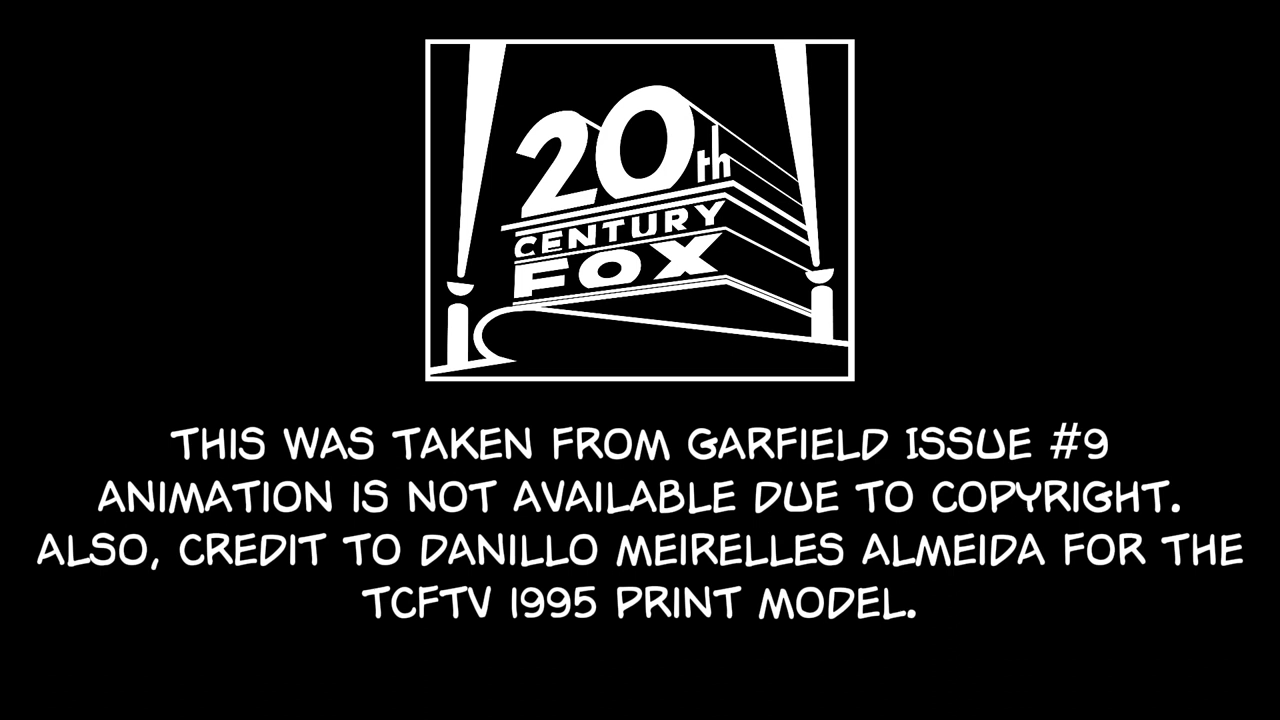 20th
CENTURY
FOX
THIS WAS TAKEN FROM GARFIELD ISSUE #9
ANIMATION IS NOT AVAILABLE DUE TO COPYRIGHT.
ALSO, CREDIT TO DANILLO MEIRELLES ALMEIDA FOR THE
TCFTV 1995 PRINT MODEL.